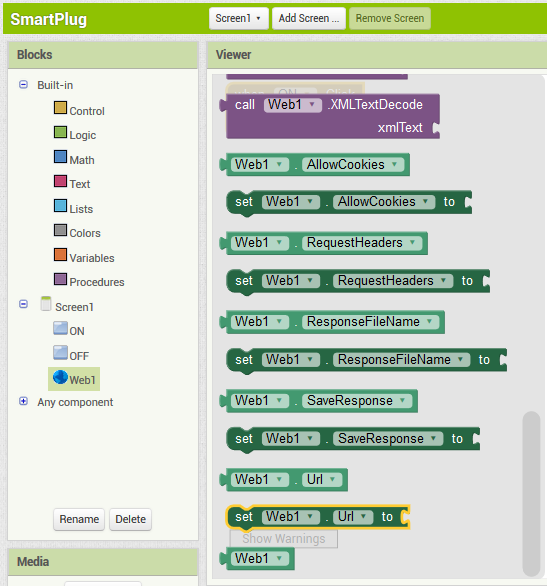 SmartPlug
Screen1 Add Screen ... Remove Screen
Blocks
Viewer
Built-in
Control
Logic
Math
Text
Lists
Colors
Variables
Procedures
Screen1
ON
OFF
Web1
Any component
Rename Delete
Media
when ON .Click
call Web1 .XMLTextDecode
xmlText
Web1 . AllowCookies
set Web1 . AllowCookies to
Web1 . RequestHeaders
set Web1 . RequestHeaders to
Web1 . ResponseFileName
set Web1 . ResponseFileName to
Web1 . SaveResponse
set Web1 . SaveResponse to
Web1 . Url
set Web1 . Url to
Show Warnings
Web1